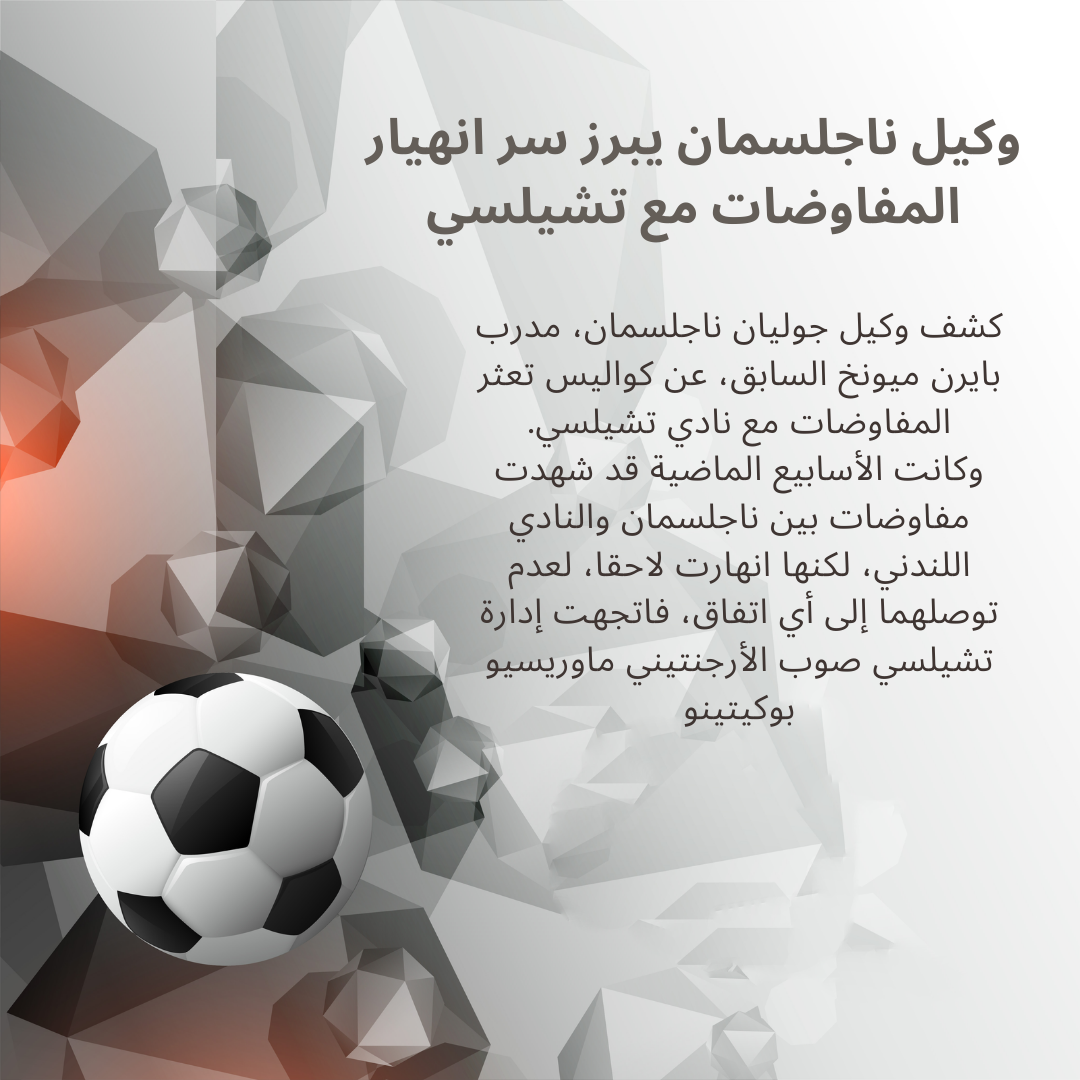 وكيل ناجلسمان يبرز سر انهيار
المفاوضات مع تشيلسي
كشف وكيل جوليان ناجلسمان، مدرب
بايرن ميونخ السابق، عن كواليس تعثر
المفاوضات مع نادي تشيلسي.
وكانت الأسابيع الماضية قد شهدت
مفاوضات بين ناجلسمان والنادي
اللندني، لكنها انهارت لاحقا، لعدم
توصلهما إلى أي اتفاق، فاتجهت إدارة
تشيلسي صوب الأرجنتيني ماوريسيو
بوكيتينو